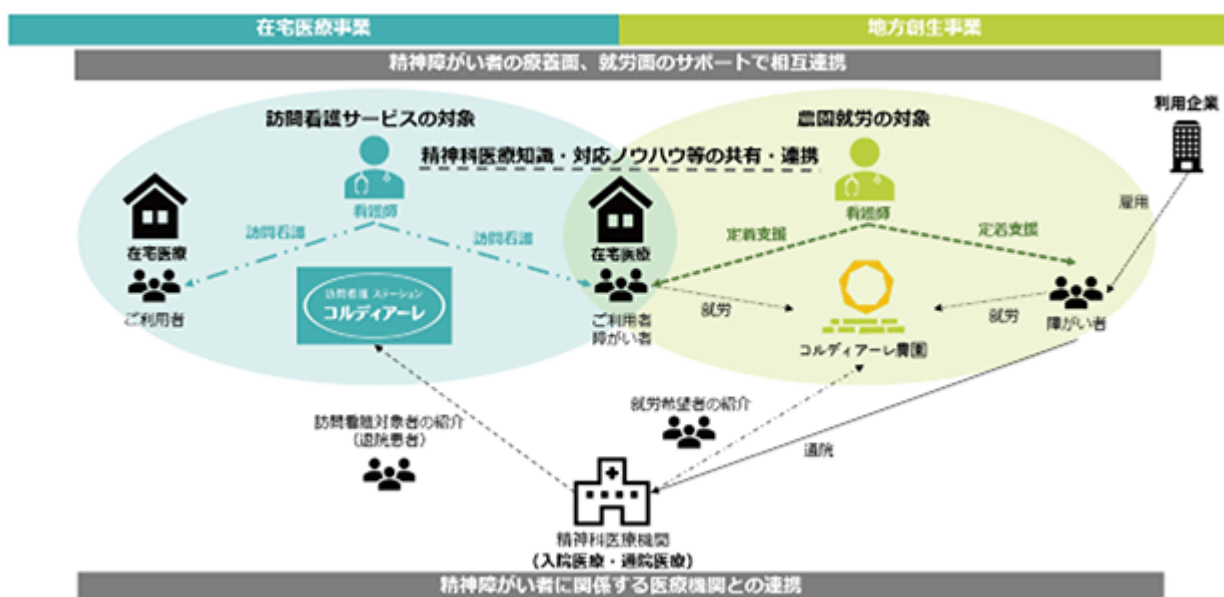 在宅医療事業
地方創生事業
精神障がい者の療養面、就労面のサポートで相互連携
訪問看護サービスの対象
農園就労の対象
利用企業
精神科医療知識・対応ノウハウ等の共有・連携
看護師
看護師
雇用
訪問看護
訪問看護
定着支援
定着支援
在宅医療
在宅医療
訪問看護 ステーション
コルディアーレ
ご利用者
ご利用者
障がい者
就労
就労
障がい者
コルディアーレ農園
訪問看護対象者の紹介
(退院患者)
就労希望者の紹介
通院
精神科医療機関
(入院医療・通院医療)
精神障がい者に関係する医療機関との連携